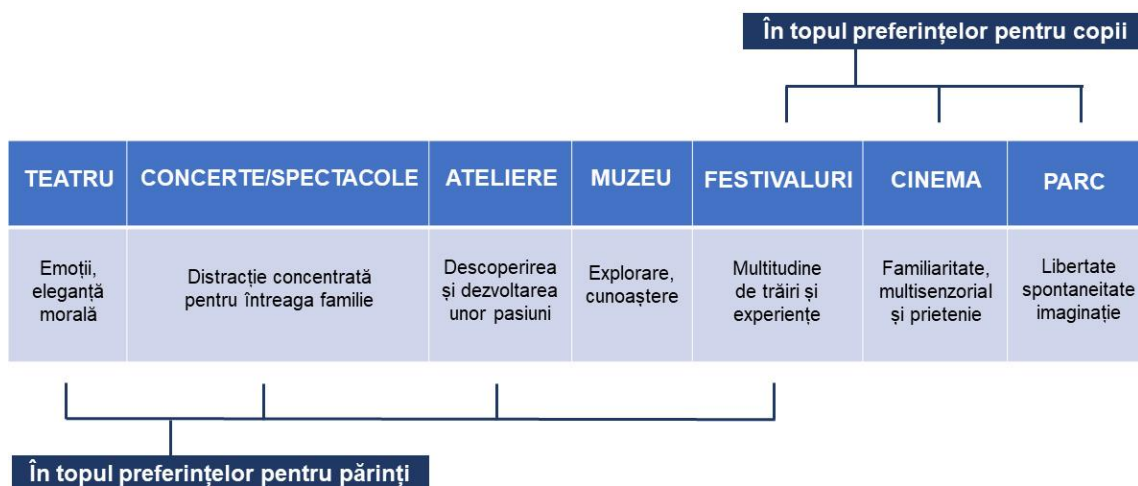 În topul preferințelor pentru copii
TEATRU
CONCERTE/SPECTACOLE
ATELIERE
MUZEU
FESTIVALURI
CINEMA
PARC
Emoții,
eleganță
morală
Distracție concentrată
pentru întreaga familie
Descoperirea
și dezvoltarea
unor pasiuni
Explorare,
cunoaștere
Multitudine
de trăiri și
experiențe
Familiaritate,
multisenzorial
și prietenie
Libertate
spontaneitate
imaginație
În topul preferințelor pentru părinți